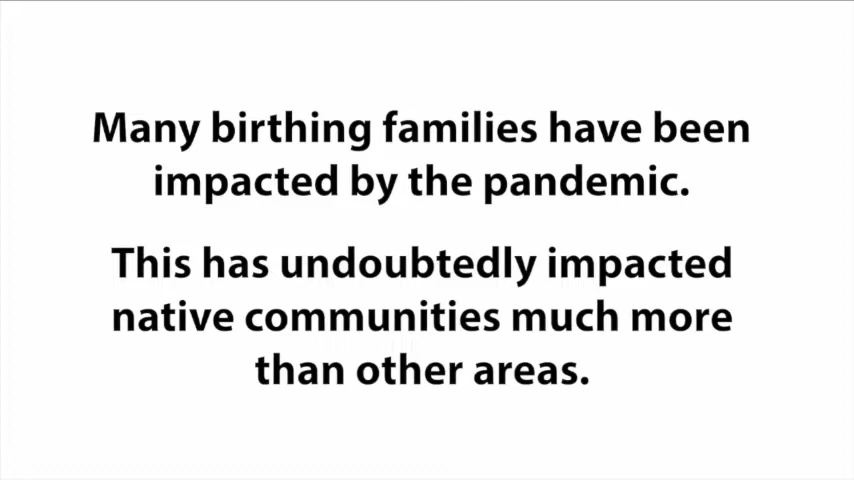 Many birthing families have been
impacted by the pandemic.
This has undoubtedly impacted
native communities much more
than other areas.